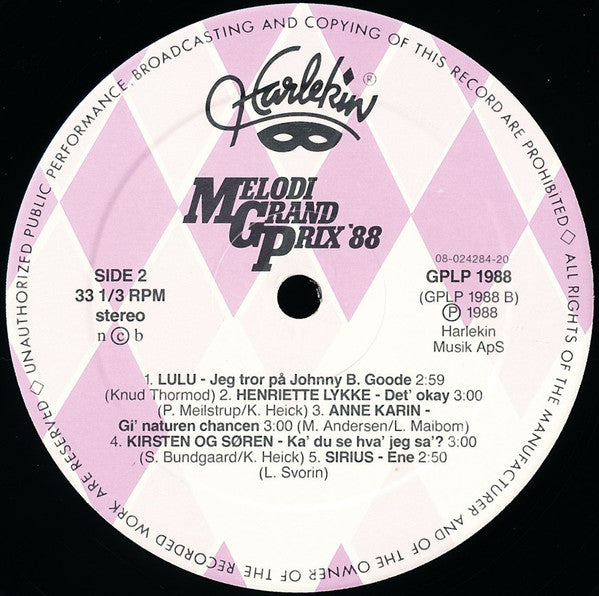 UNAUTHORIZED PUBLIC PERFORMANCE, BROADCASTING AND COPYING OF THIS RECORD ARE PROHIBITED ◇ ALL RIGHTS OF THE MANUFACTURER AND OF THE OWNER OF THE RECORDED WORK ARE RESERVED ◇
Harlekin ®
MELODI
GRAND
PRIX '88
SIDE 2
33 1/3 RPM
stereo
n ©b
08-024284-20
GPLP 1988
(GPLP 1988 B)
Ⓟ 1988
Harlekin
Musik ApS
1. LULU - Jeg tror på Johnny B. Goode 2:59
(Knud Thormod) 2. HENRIETTE LYKKE - Det' okay 3:00
(P. Meilstrup/K. Heick) 3. ANNE KARIN -
Gi' naturen chancen 3:00 (M. Andersen/L. Maibom)
4. KIRSTEN OG SØREN - Ka' du se hva' jeg sa'? 3:00
(S. Bundgaard/K. Heick) 5. SIRIUS - Ene 2:50
(L. Svorin)